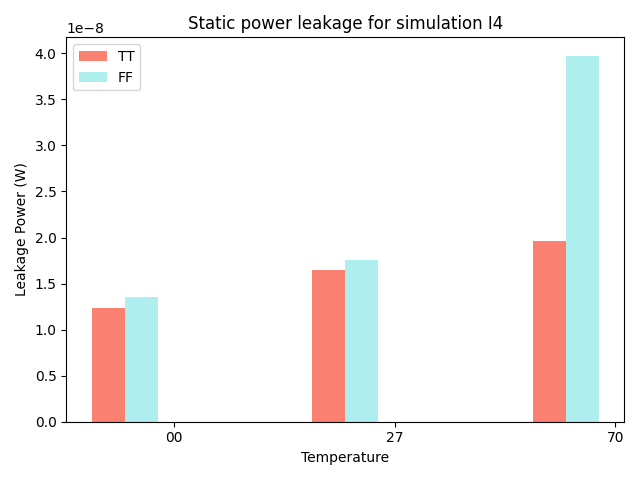 Static power leakage for simulation I4
1e−8
TT
FF
4.0
3.5
3.0
2.5
2.0
1.5
1.0
0.5
0.0
Leakage Power (W)
00 27 70
Temperature